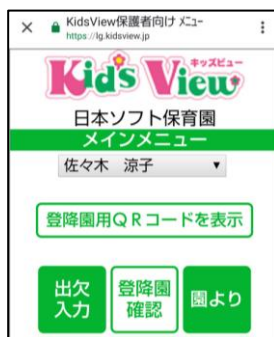 KidsView保護者向け メニュー
https://lg.kidsview.jp
キッズビュー
Kid's View
日本ソフト保育園
メインメニュー
佐々木 涼子
登降園用QRコードを表示
出欠
入力
登降園
確認
園より